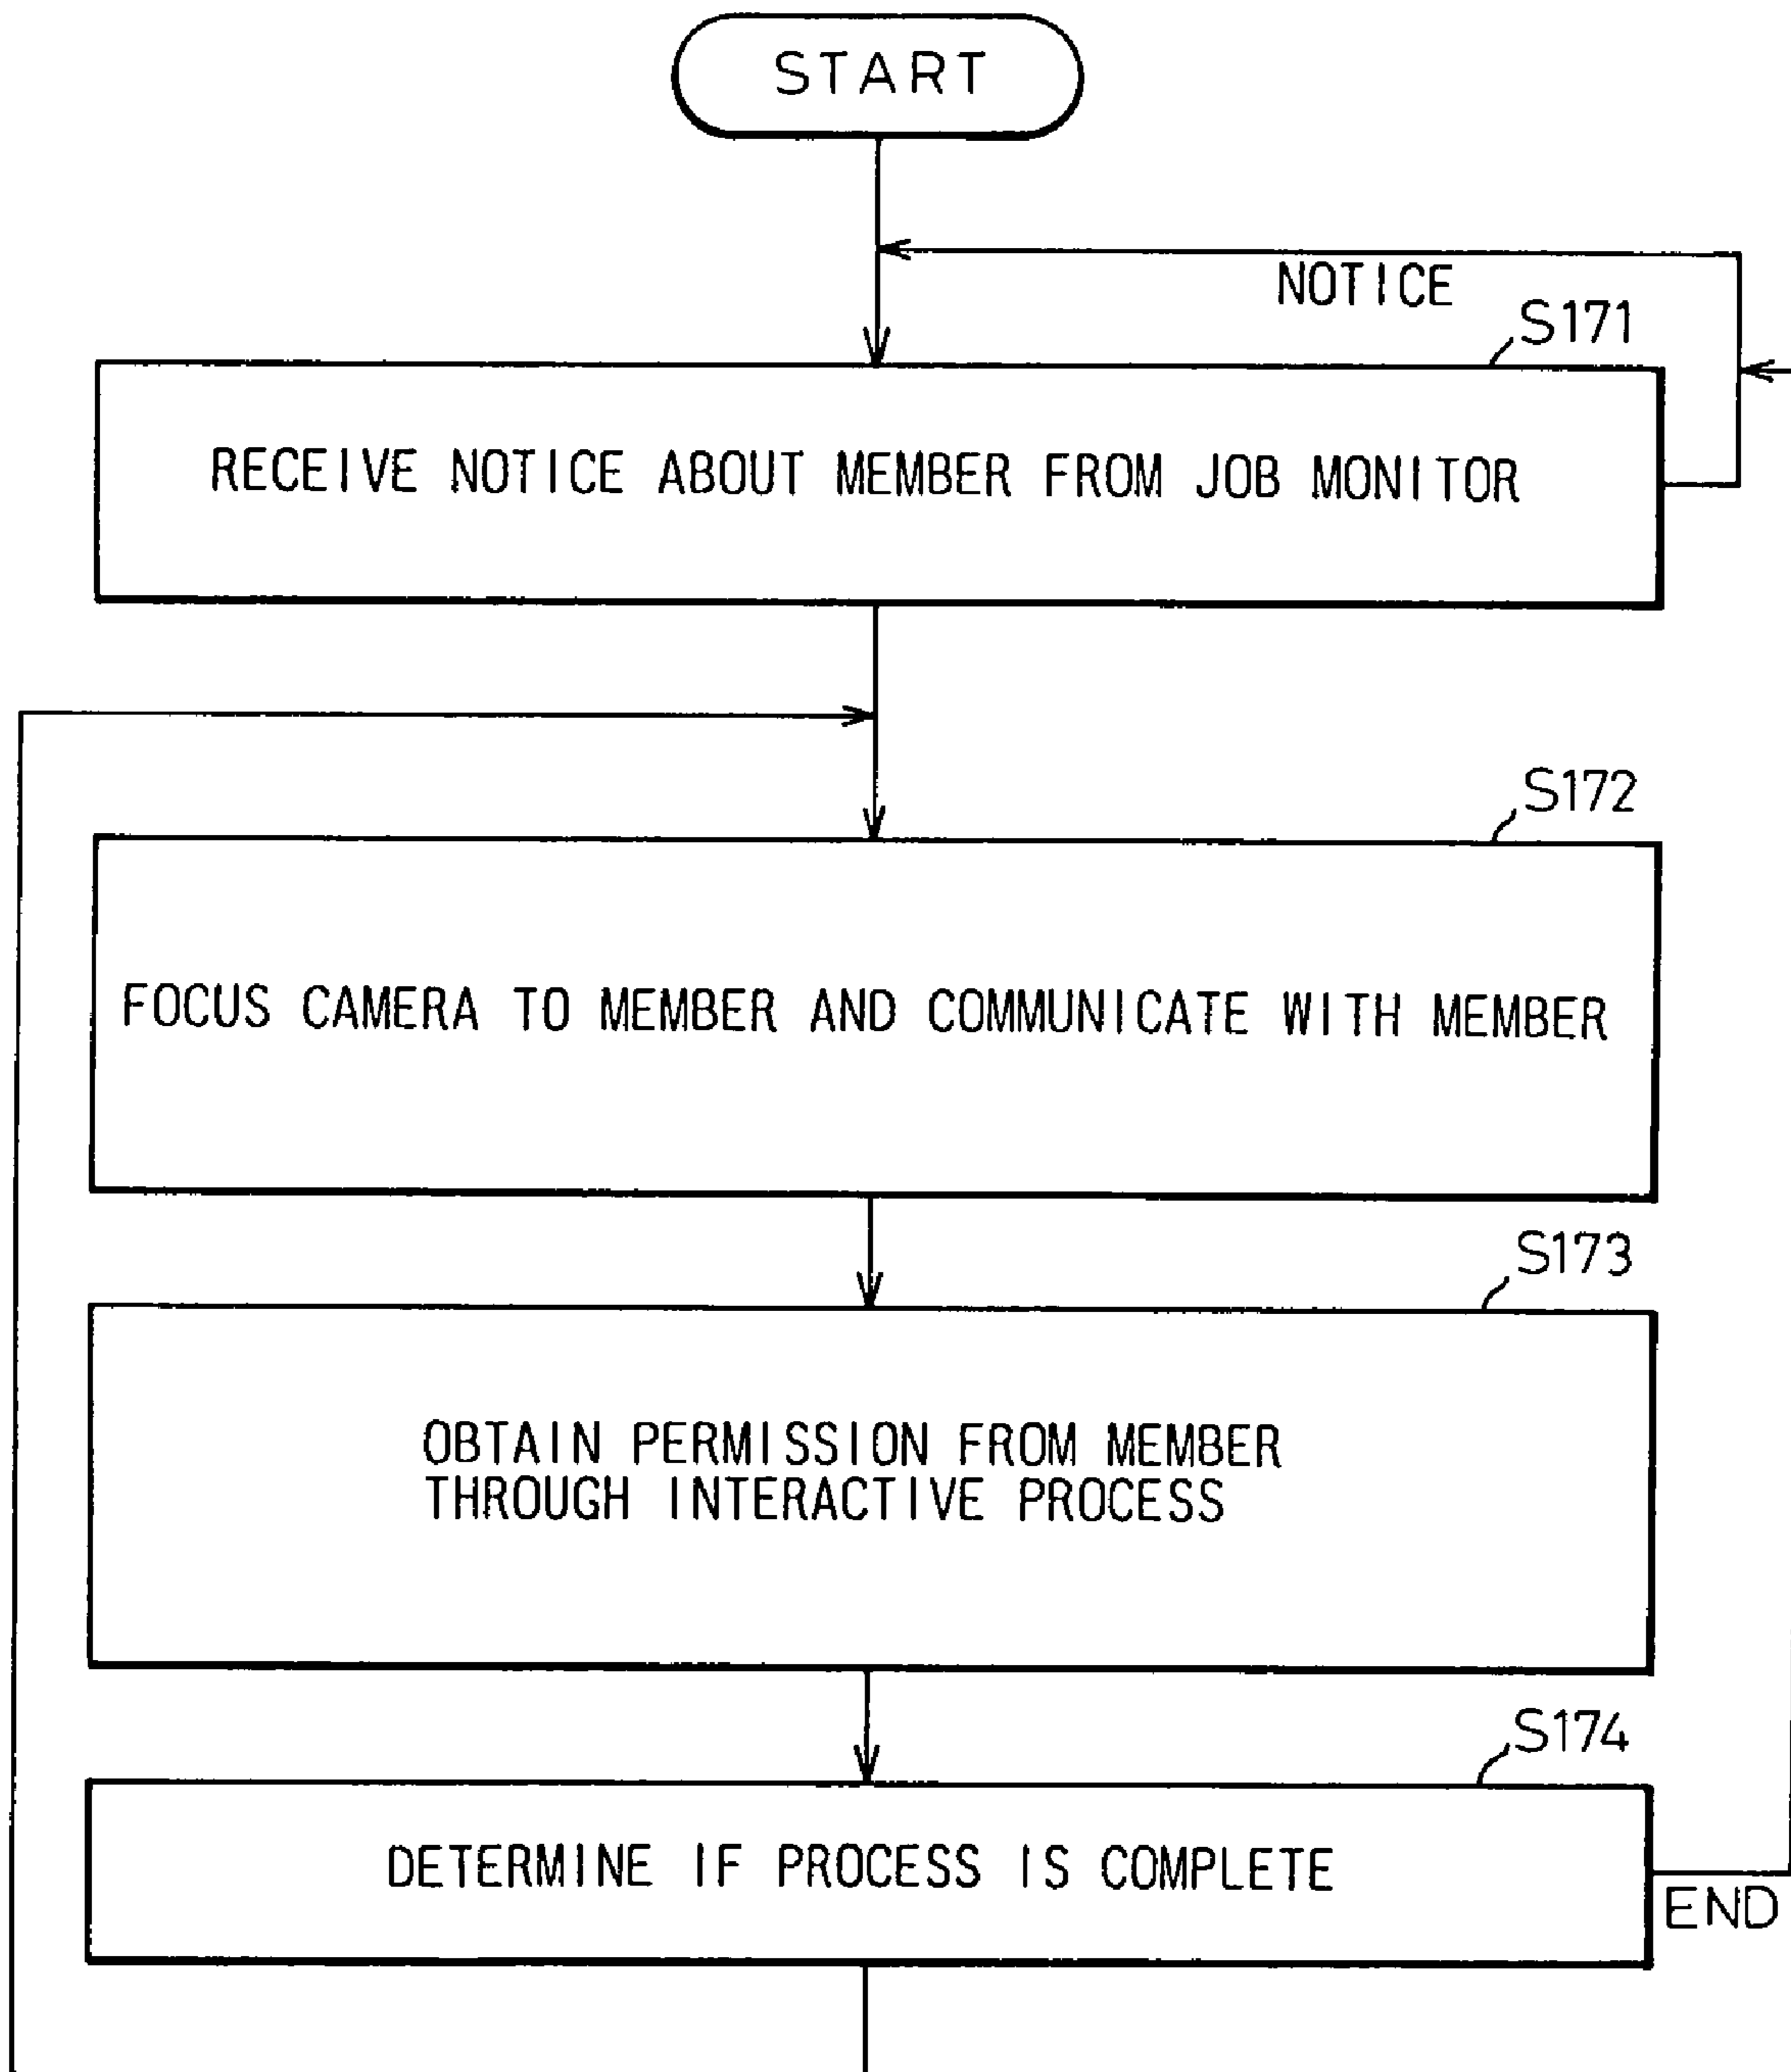 START
NOTICE
S171
RECEIVE NOTICE ABOUT MEMBER FROM JOB MONITOR
S172
FOCUS CAMERA TO MEMBER AND COMMUNICATE WITH MEMBER
S173
OBTAIN PERMISSION FROM MEMBER
THROUGH INTERACTIVE PROCESS
S174
DETERMINE IF PROCESS IS COMPLETE
END